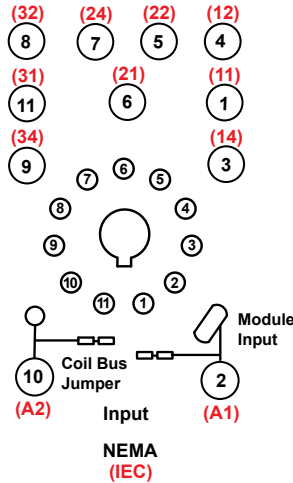 (32) (24) (22) (12)
8 7 5 4
(31) (21) (11)
11 6 1
(34) (14)
9 3
6
7 5
8 4
9 3
10 2
11 1
Module
Input
Coil Bus
Jumper
10 2
(A2) (A1)
Input
NEMA
(IEC)